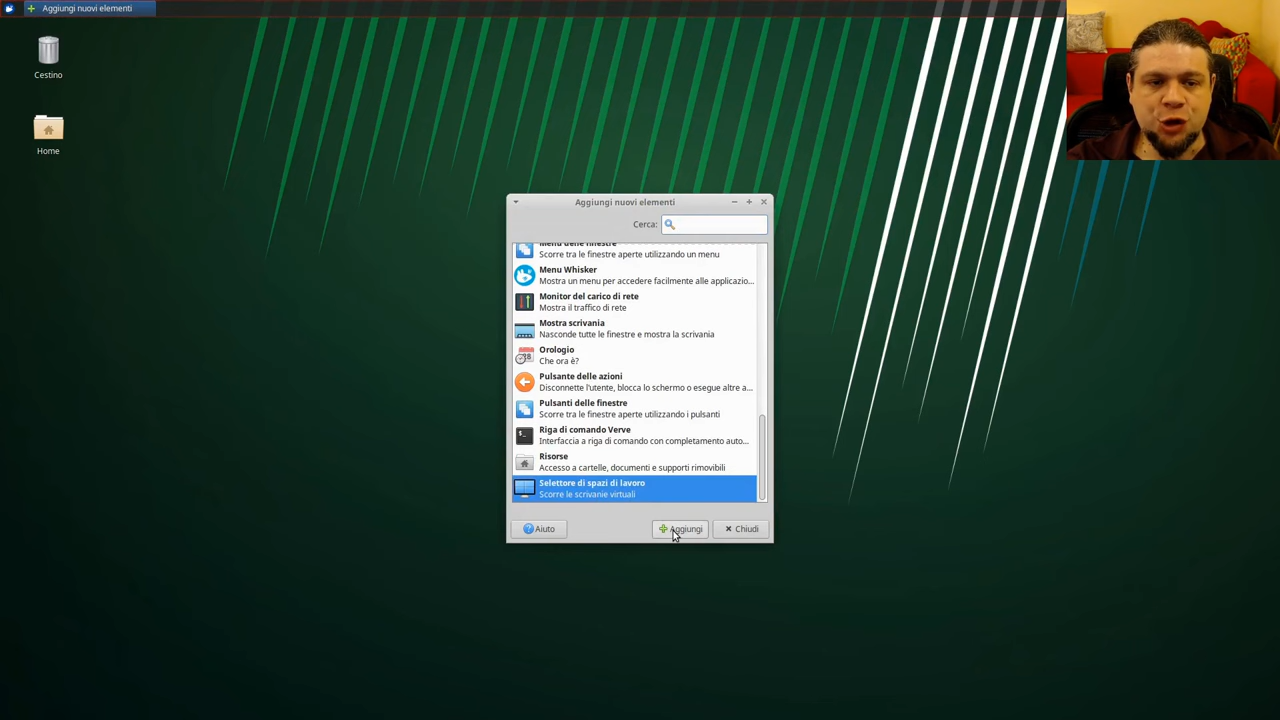 Aggiungi nuovi elementi
Cestino
Home
Aggiungi nuovi elementi
Cerca:
Menu delle finestre
Scorre tra le finestre aperte utilizzando un menu
Menu Whisker
Mostra un menu per accedere facilmente alle applicazio...
Monitor del carico di rete
Mostra il traffico di rete
Mostra scrivania
Nasconde tutte le finestre e mostra la scrivania
Orologio
Che ora è?
Pulsante delle azioni
Disconnette l'utente, blocca lo schermo o esegue altre a...
Pulsanti delle finestre
Scorre tra le finestre aperte utilizzando i pulsanti
Riga di comando Verve
Interfaccia a riga di comando con completamento auto...
Risorse
Accesso a cartelle, documenti e supporti rimovibili
Selettore di spazi di lavoro
Scorre le scrivanie virtuali
Aiuto
Aggiungi
Chiudi